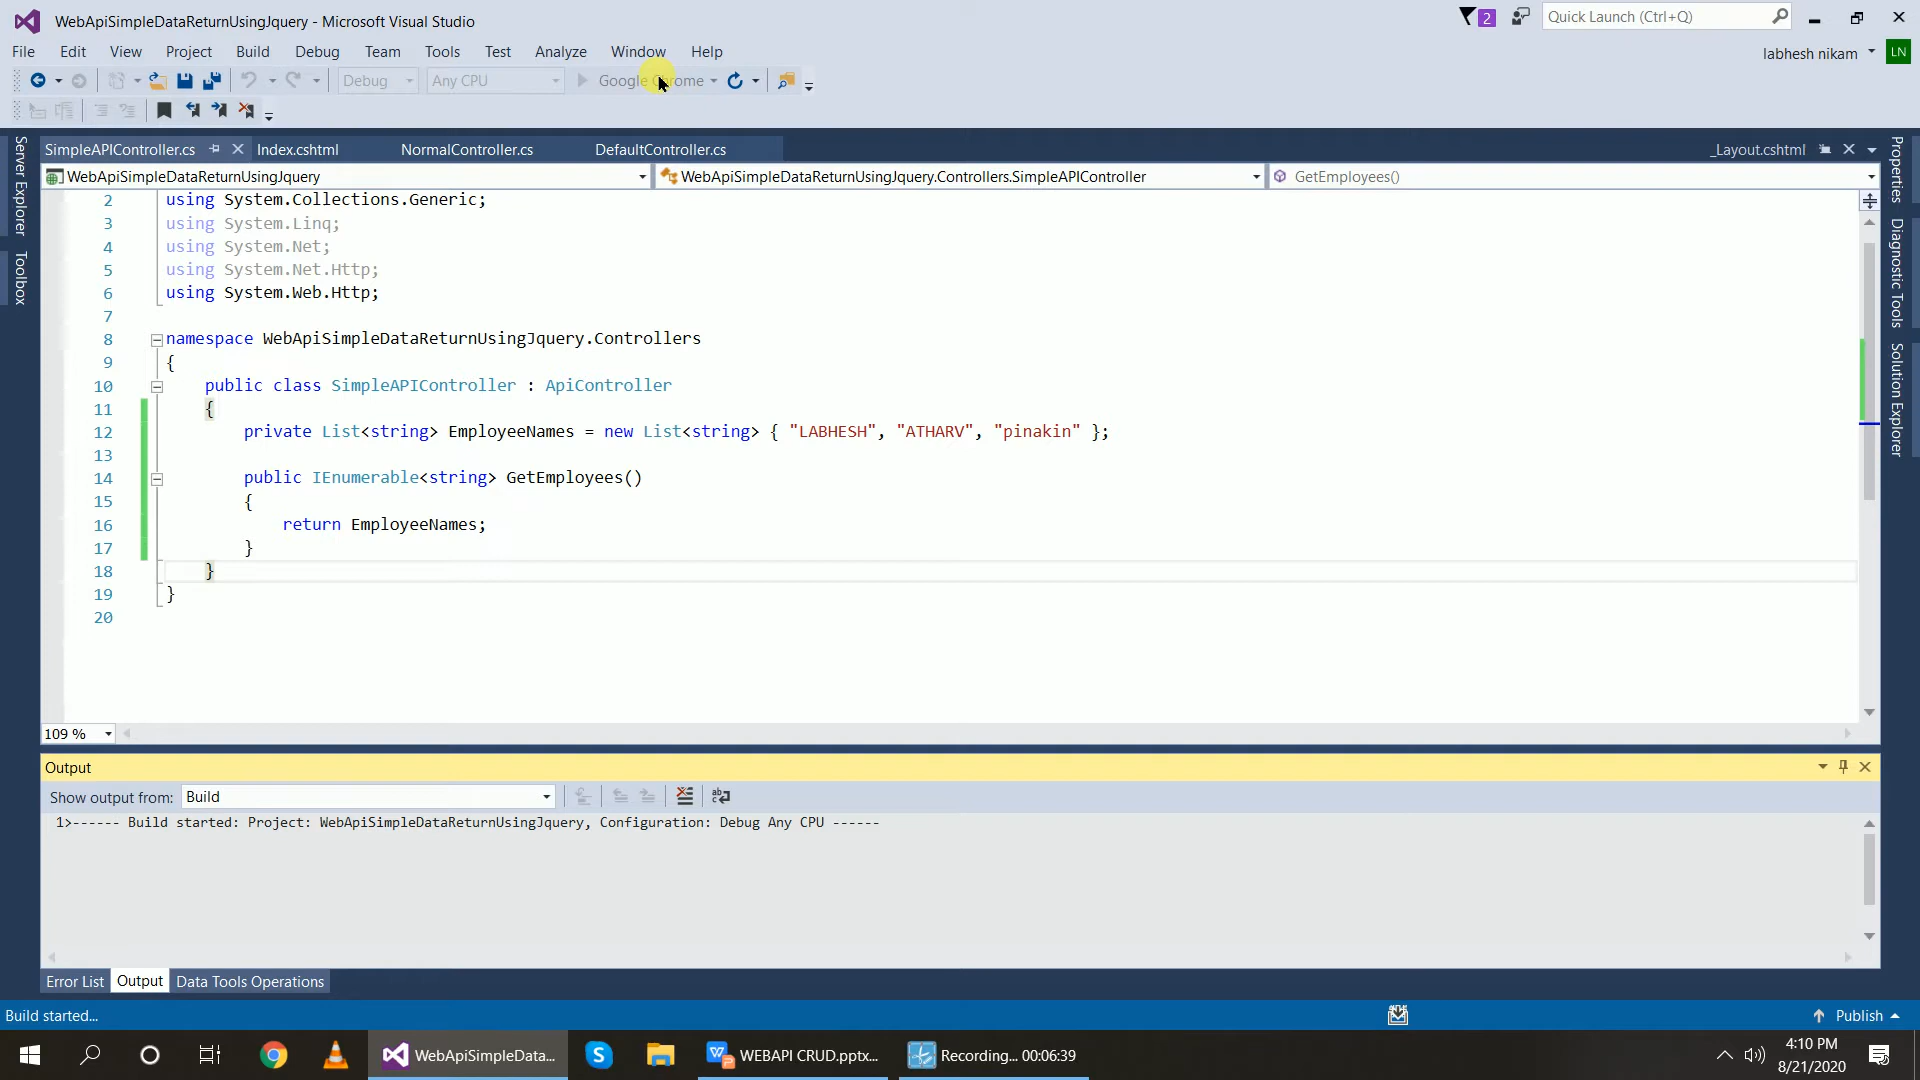 WebApiSimpleDataReturnUsingJquery - Microsoft Visual Studio
2
Quick Launch (Ctrl+Q)
File Edit View Project Build Debug Team Tools Test Analyze Window Help
labhesh nikam
LN
Debug
Any CPU
Google Chrome
SimpleAPIController.cs
Index.cshtml
NormalController.cs
DefaultController.cs
_Layout.cshtml
WebApiSimpleDataReturnUsingJquery
WebApiSimpleDataReturnUsingJquery.Controllers.SimpleAPIController
GetEmployees()
Server Explorer
Toolbox
Properties
Diagnostic Tools
Solution Explorer
2 using System.Collections.Generic;
3 using System.Linq;
4 using System.Net;
5 using System.Net.Http;
6 using System.Web.Http;
7
8 namespace WebApiSimpleDataReturnUsingJquery.Controllers
9 {
10 public class SimpleAPIController : ApiController
11 {
12 private List<string> EmployeeNames = new List<string> { "LABHESH", "ATHARV", "pinakin" };
13
14 public IEnumerable<string> GetEmployees()
15 {
16 return EmployeeNames;
17 }
18 }
19 }
20
109 %
Output
Show output from: Build
1>------ Build started: Project: WebApiSimpleDataReturnUsingJquery, Configuration: Debug Any CPU ------
Error List Output Data Tools Operations
Build started...
Publish
WebApiSimpleData...
WEBAPI CRUD.pptx...
Recording... 00:06:39
4:10 PM
8/21/2020